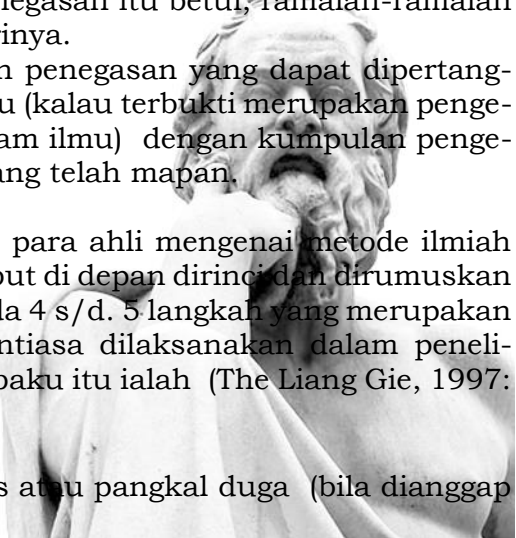 negasan itu betul, ramalan-ramalan
rinya.
n penegasan yang dapat dipertang-
u (kalau terbukti merupakan penge-
am ilmu) dengan kumpulan penge-
ang telah mapan.
para ahli mengenai metode ilmiah
but di depan dirinci dan dirumuskan
da 4 s/d. 5 langkah yang merupakan
ntiasa dilaksanakan dalam peneli-
baku itu ialah (The Liang Gie, 1997:
s atau pangkal duga (bila dianggap